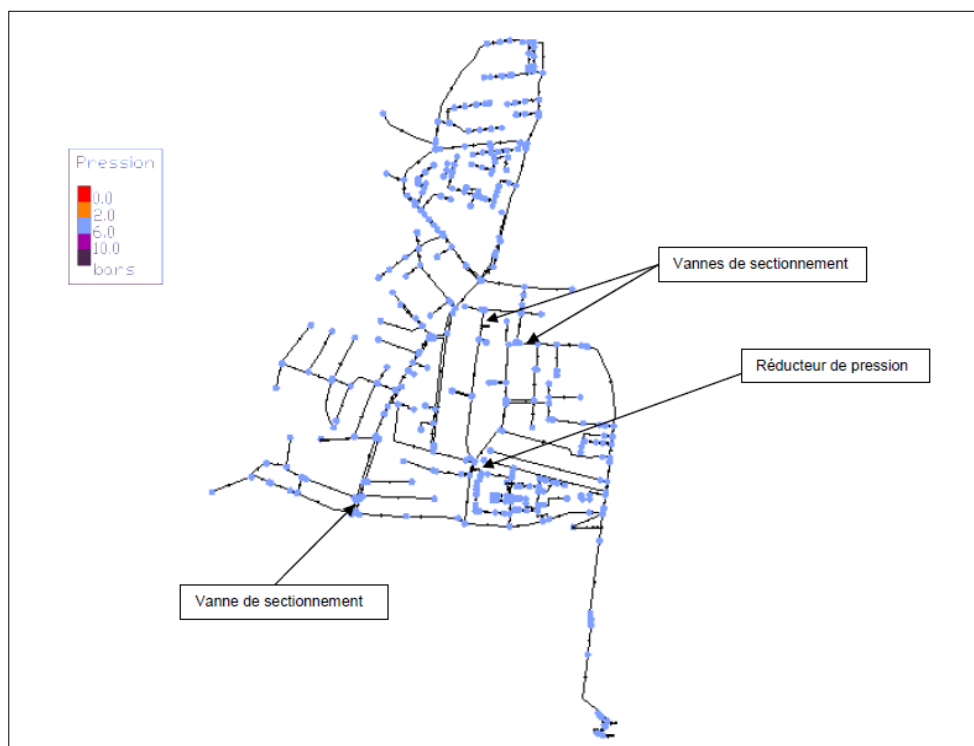 Pression
0.0
2.0
6.0
10.0
bars
Vannes de sectionnement
Réducteur de pression
Vanne de sectionnement